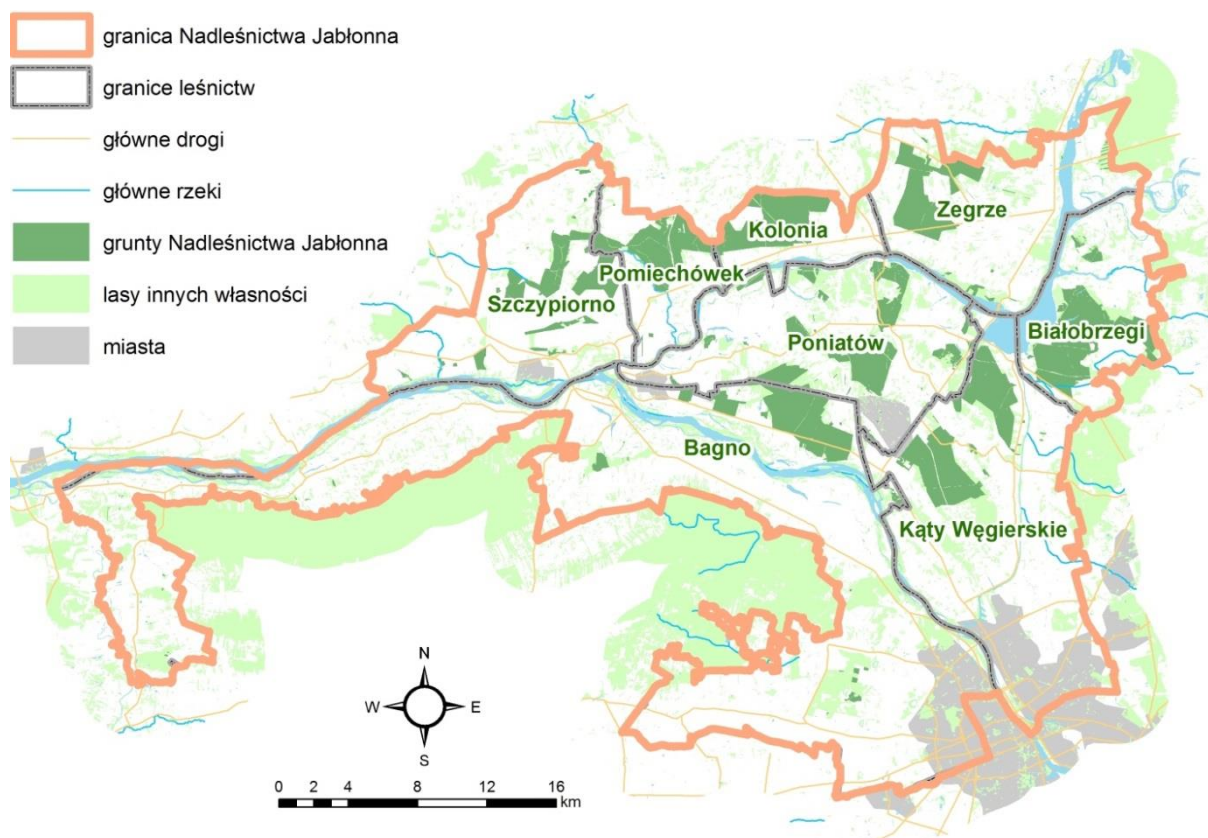 granica Nadleśnictwa Jabłonna
granice leśnictw
główne drogi
główne rzeki
grunty Nadleśnictwa Jabłonna
lasy innych własności
miasta
Zegrze
Kolonia
Pomiechówek
Szczypiorno
Białobrzegi
Poniatów
Bagno
Kąty Węgierskie
N
W E
S
0 2 4 8 12 16
km